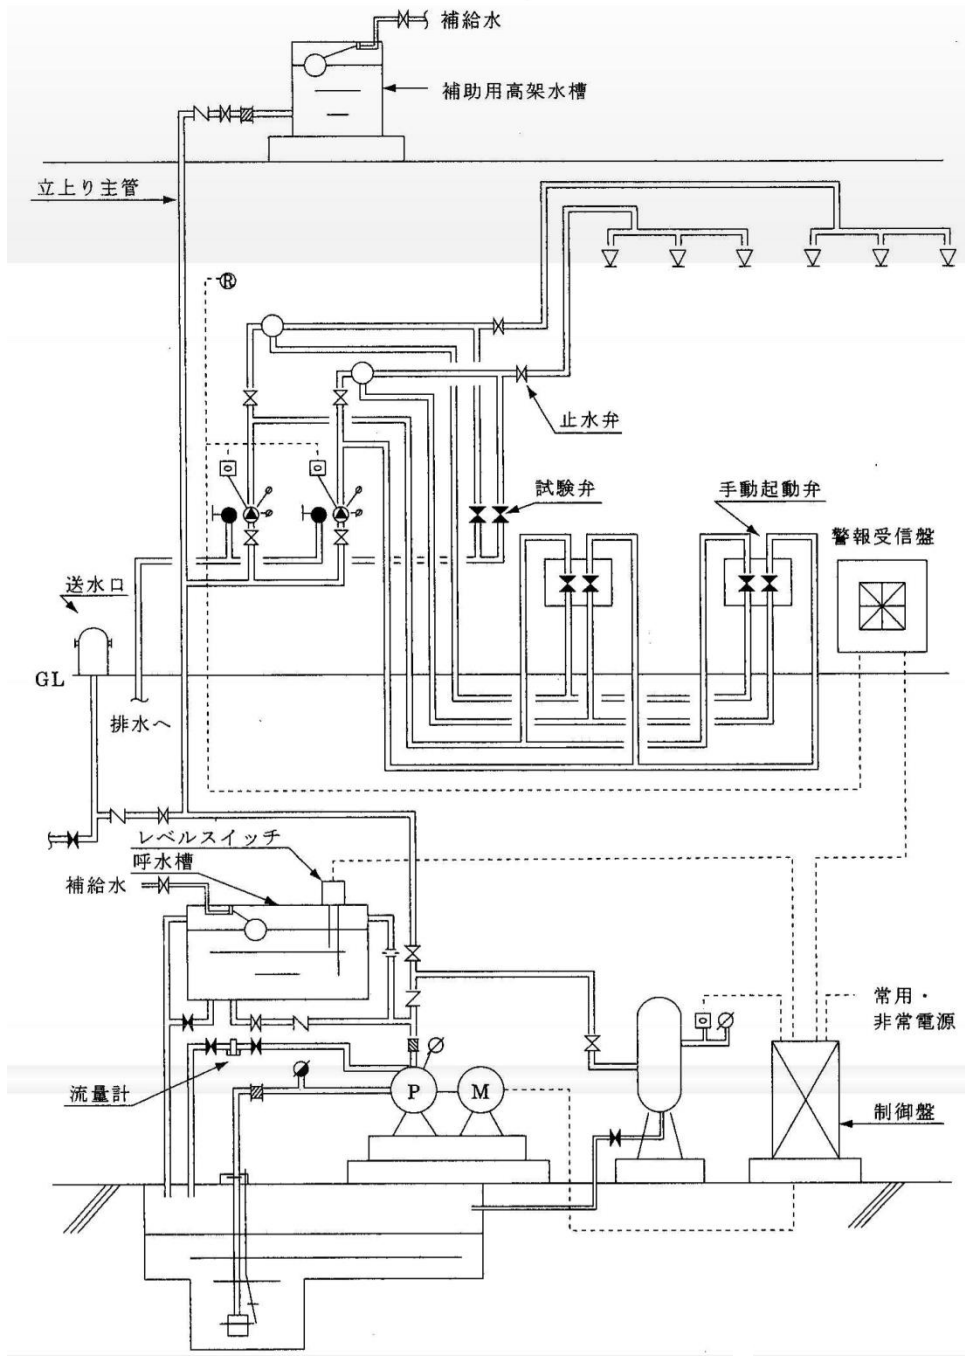 補給水
補助用高架水槽
立上り主管
R
止水弁
試験弁
手動起動弁
警報受信盤
送水口
GL
排水へ
レベルスイッチ
呼水槽
補給水
常用・
非常電源
流量計
P
M
制御盤